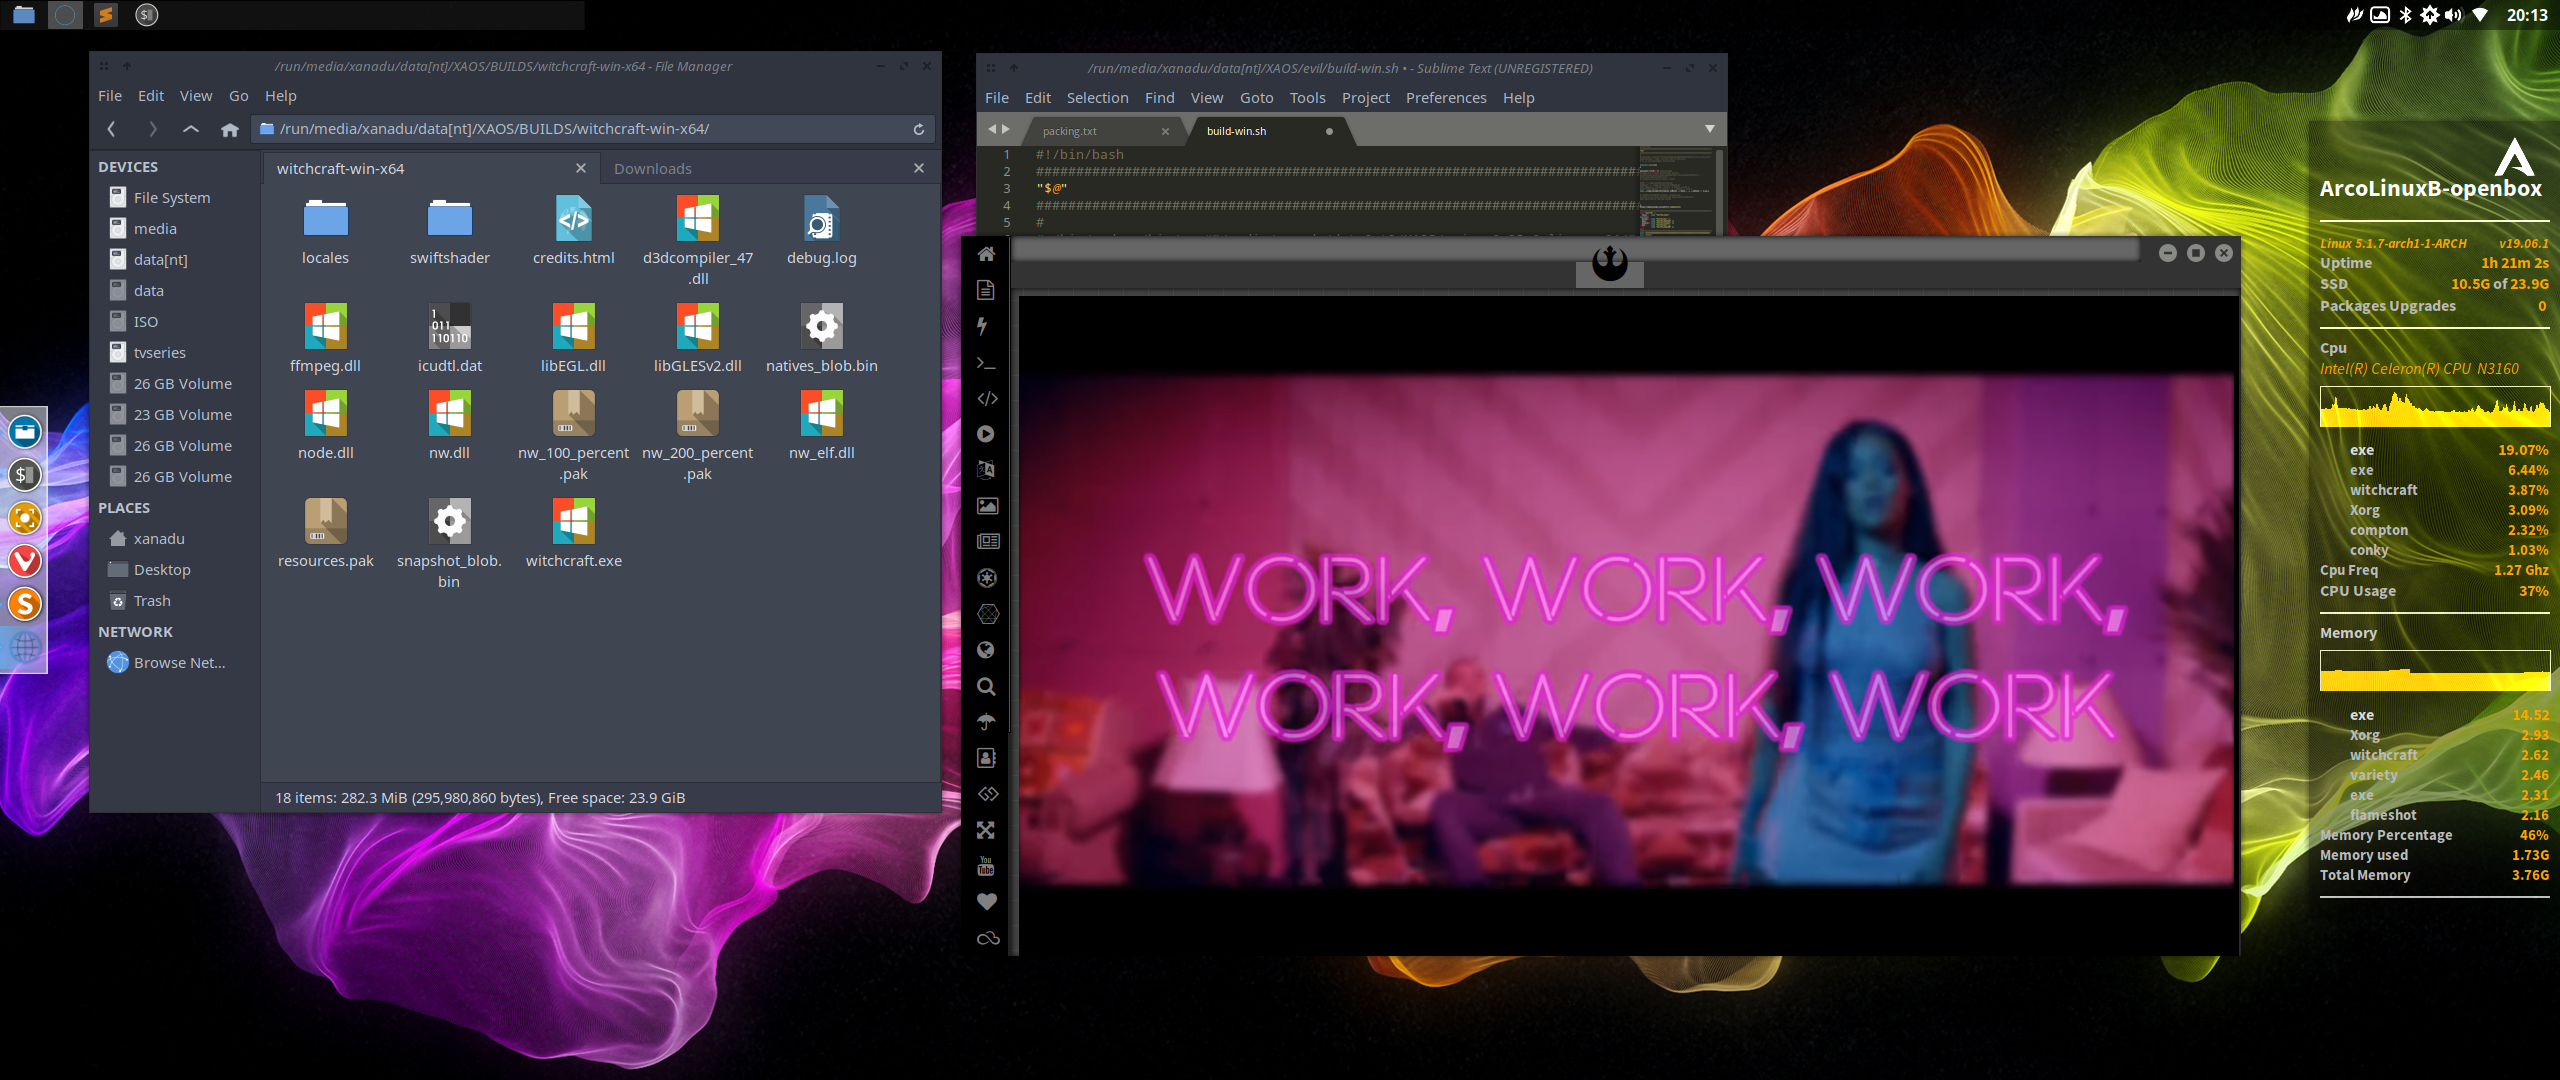 20:13
/run/media/xanadu/data[nt]/XAOS/BUILDS/witchcraft-win-x64 - File Manager
File Edit View Go Help
/run/media/xanadu/data[nt]/XAOS/BUILDS/witchcraft-win-x64/
DEVICES
File System
media
data[nt]
data
ISO
tvseries
26 GB Volume
23 GB Volume
26 GB Volume
26 GB Volume
PLACES
xanadu
Desktop
Trash
NETWORK
Browse Net...
witchcraft-win-x64
Downloads
locales
swiftshader
credits.html
d3dcompiler_47
.dll
debug.log
ffmpeg.dll
icudtl.dat
libEGL.dll
libGLESv2.dll
natives_blob.bin
node.dll
nw.dll
nw_100_percent
.pak
nw_200_percent
.pak
nw_elf.dll
resources.pak
snapshot_blob.
bin
witchcraft.exe
18 items: 282.3 MiB (295,980,860 bytes), Free space: 23.9 GiB
/run/media/xanadu/data[nt]/XAOS/evil/build-win.sh • - Sublime Text (UNREGISTERED)
File Edit Selection Find View Goto Tools Project Preferences Help
packing.txt
build-win.sh
1 #!/bin/bash
2
3 "$@"
4
5 #
You
Tube
WORK, WORK, WORK,
WORK, WORK, WORK
ArcoLinuxB-openbox
Linux 5.1.7-arch1-1-ARCH v19.06.1
Uptime 1h 21m 2s
SSD 10.5G of 23.9G
Packages Upgrades 0
Cpu
Intel(R) Celeron(R) CPU N3160
exe 19.07%
exe 6.44%
witchcraft 3.87%
Xorg 3.09%
compton 2.32%
conky 1.03%
Cpu Freq 1.27 Ghz
CPU Usage 37%
Memory
exe 14.52
Xorg 2.93
witchcraft 2.62
variety 2.46
exe 2.31
flameshot 2.16
Memory Percentage 46%
Memory used 1.73G
Total Memory 3.76G